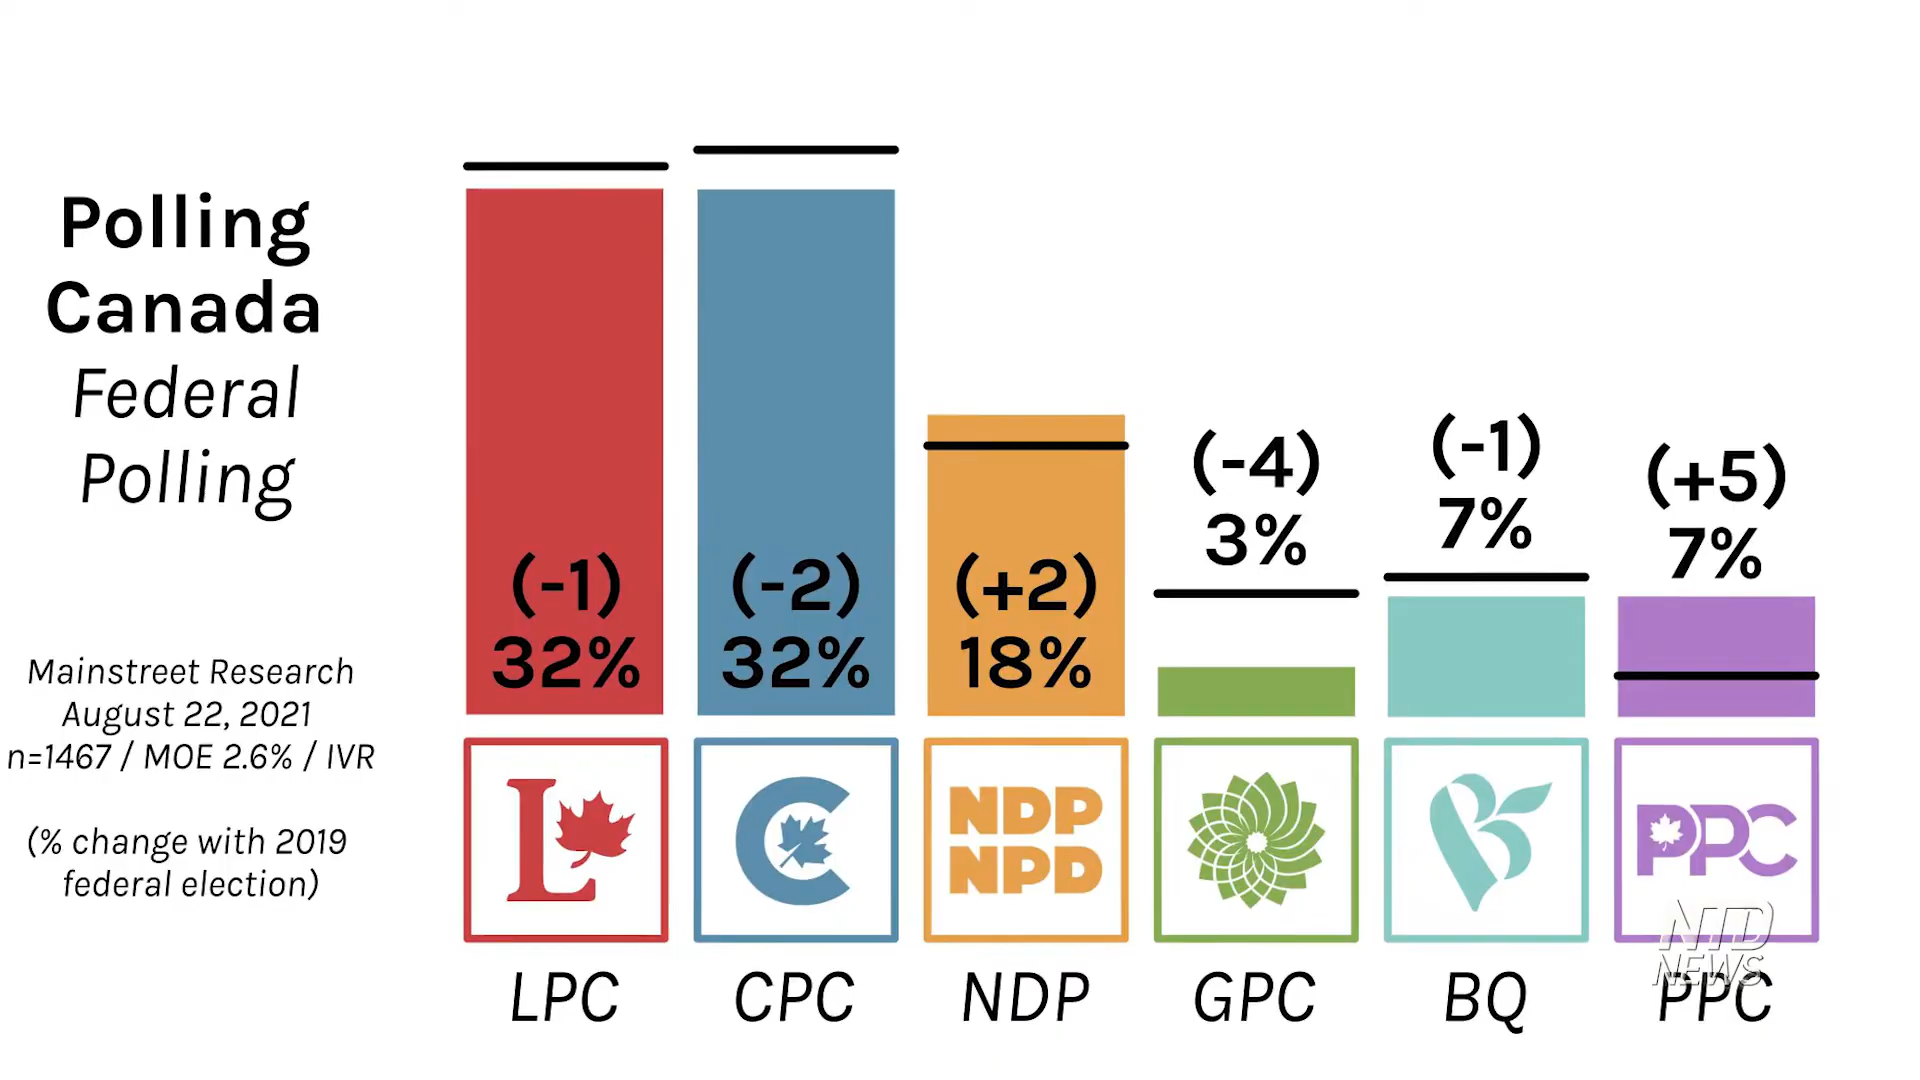 Polling
Canada
Federal
Polling
Mainstreet Research
August 22, 2021
n=1467 / MOE 2.6% / IVR
(% change with 2019
federal election)
(-1)
32%
(-2)
32%
(+2)
18%
(-4)
3%
(-1)
7%
(+5)
7%
L
C
NDP
NPD
B
PPC
LPC
CPC
NDP
GPC
BQ
PPC
NTD
NEWS